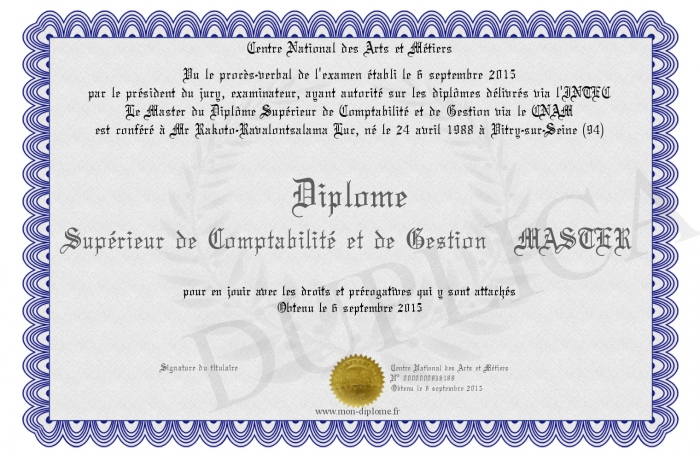 Centre National des Arts et Métiers
Vu le procès-verbal de l'examen établi le 6 septembre 2015
par le président du jury, examinateur, ayant autorité sur les diplômes délivrés via l'INTEC
Le Master du Diplôme Supérieur de Comptabilité et de Gestion via le CNAM
est conféré à Mr Rakoto-Ravalontsalama Luc, né le 24 avril 1988 à Vitry-sur-Seine (94)
Diplome
Supérieur de Comptabilité et de Gestion MASTER
pour en jouir avec les droits et prérogatives qui y sont attachés
Obtenu le 6 septembre 2015
DUPLICA
Signature du titulaire
Centre National des Arts et Métiers
Obtenu le 6 septembre 2015
www.mon-diplome.fr